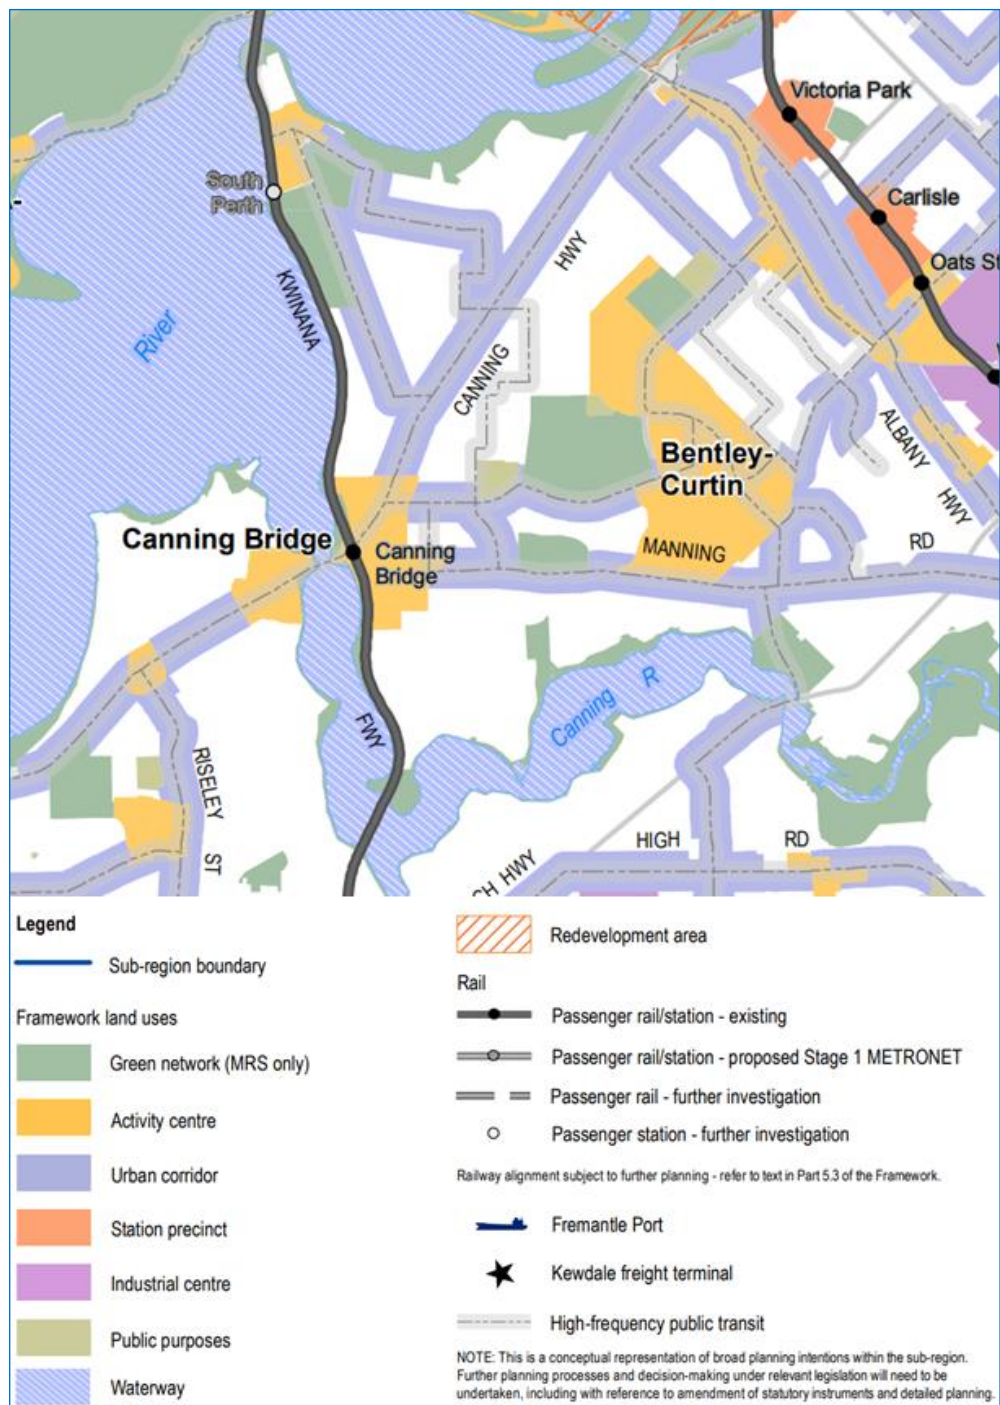 Victoria Park
Carlisle
Oats St
South
Perth
KWINANA
River
HWY
CANNING
ALBANY
HWY
Bentley-
Curtin
Canning Bridge
Canning
Bridge
MANNING
RD
Canning R
FWY
RISELEY
ST
HIGH RD
CH HWY
Legend
Sub-region boundary
Framework land uses
Green network (MRS only)
Activity centre
Urban corridor
Station precinct
Industrial centre
Public purposes
Waterway
Redevelopment area
Rail
Passenger rail/station - existing
Passenger rail/station - proposed Stage 1 METRONET
Passenger rail - further investigation
Passenger station - further investigation
Railway alignment subject to further planning - refer to text in Part 5.3 of the Framework.
Fremantle Port
Kewdale freight terminal
High-frequency public transit
NOTE: This is a conceptual representation of broad planning intentions within the sub-region.
Further planning processes and decision-making under relevant legislation will need to be
undertaken, including with reference to amendment of statutory instruments and detailed planning.